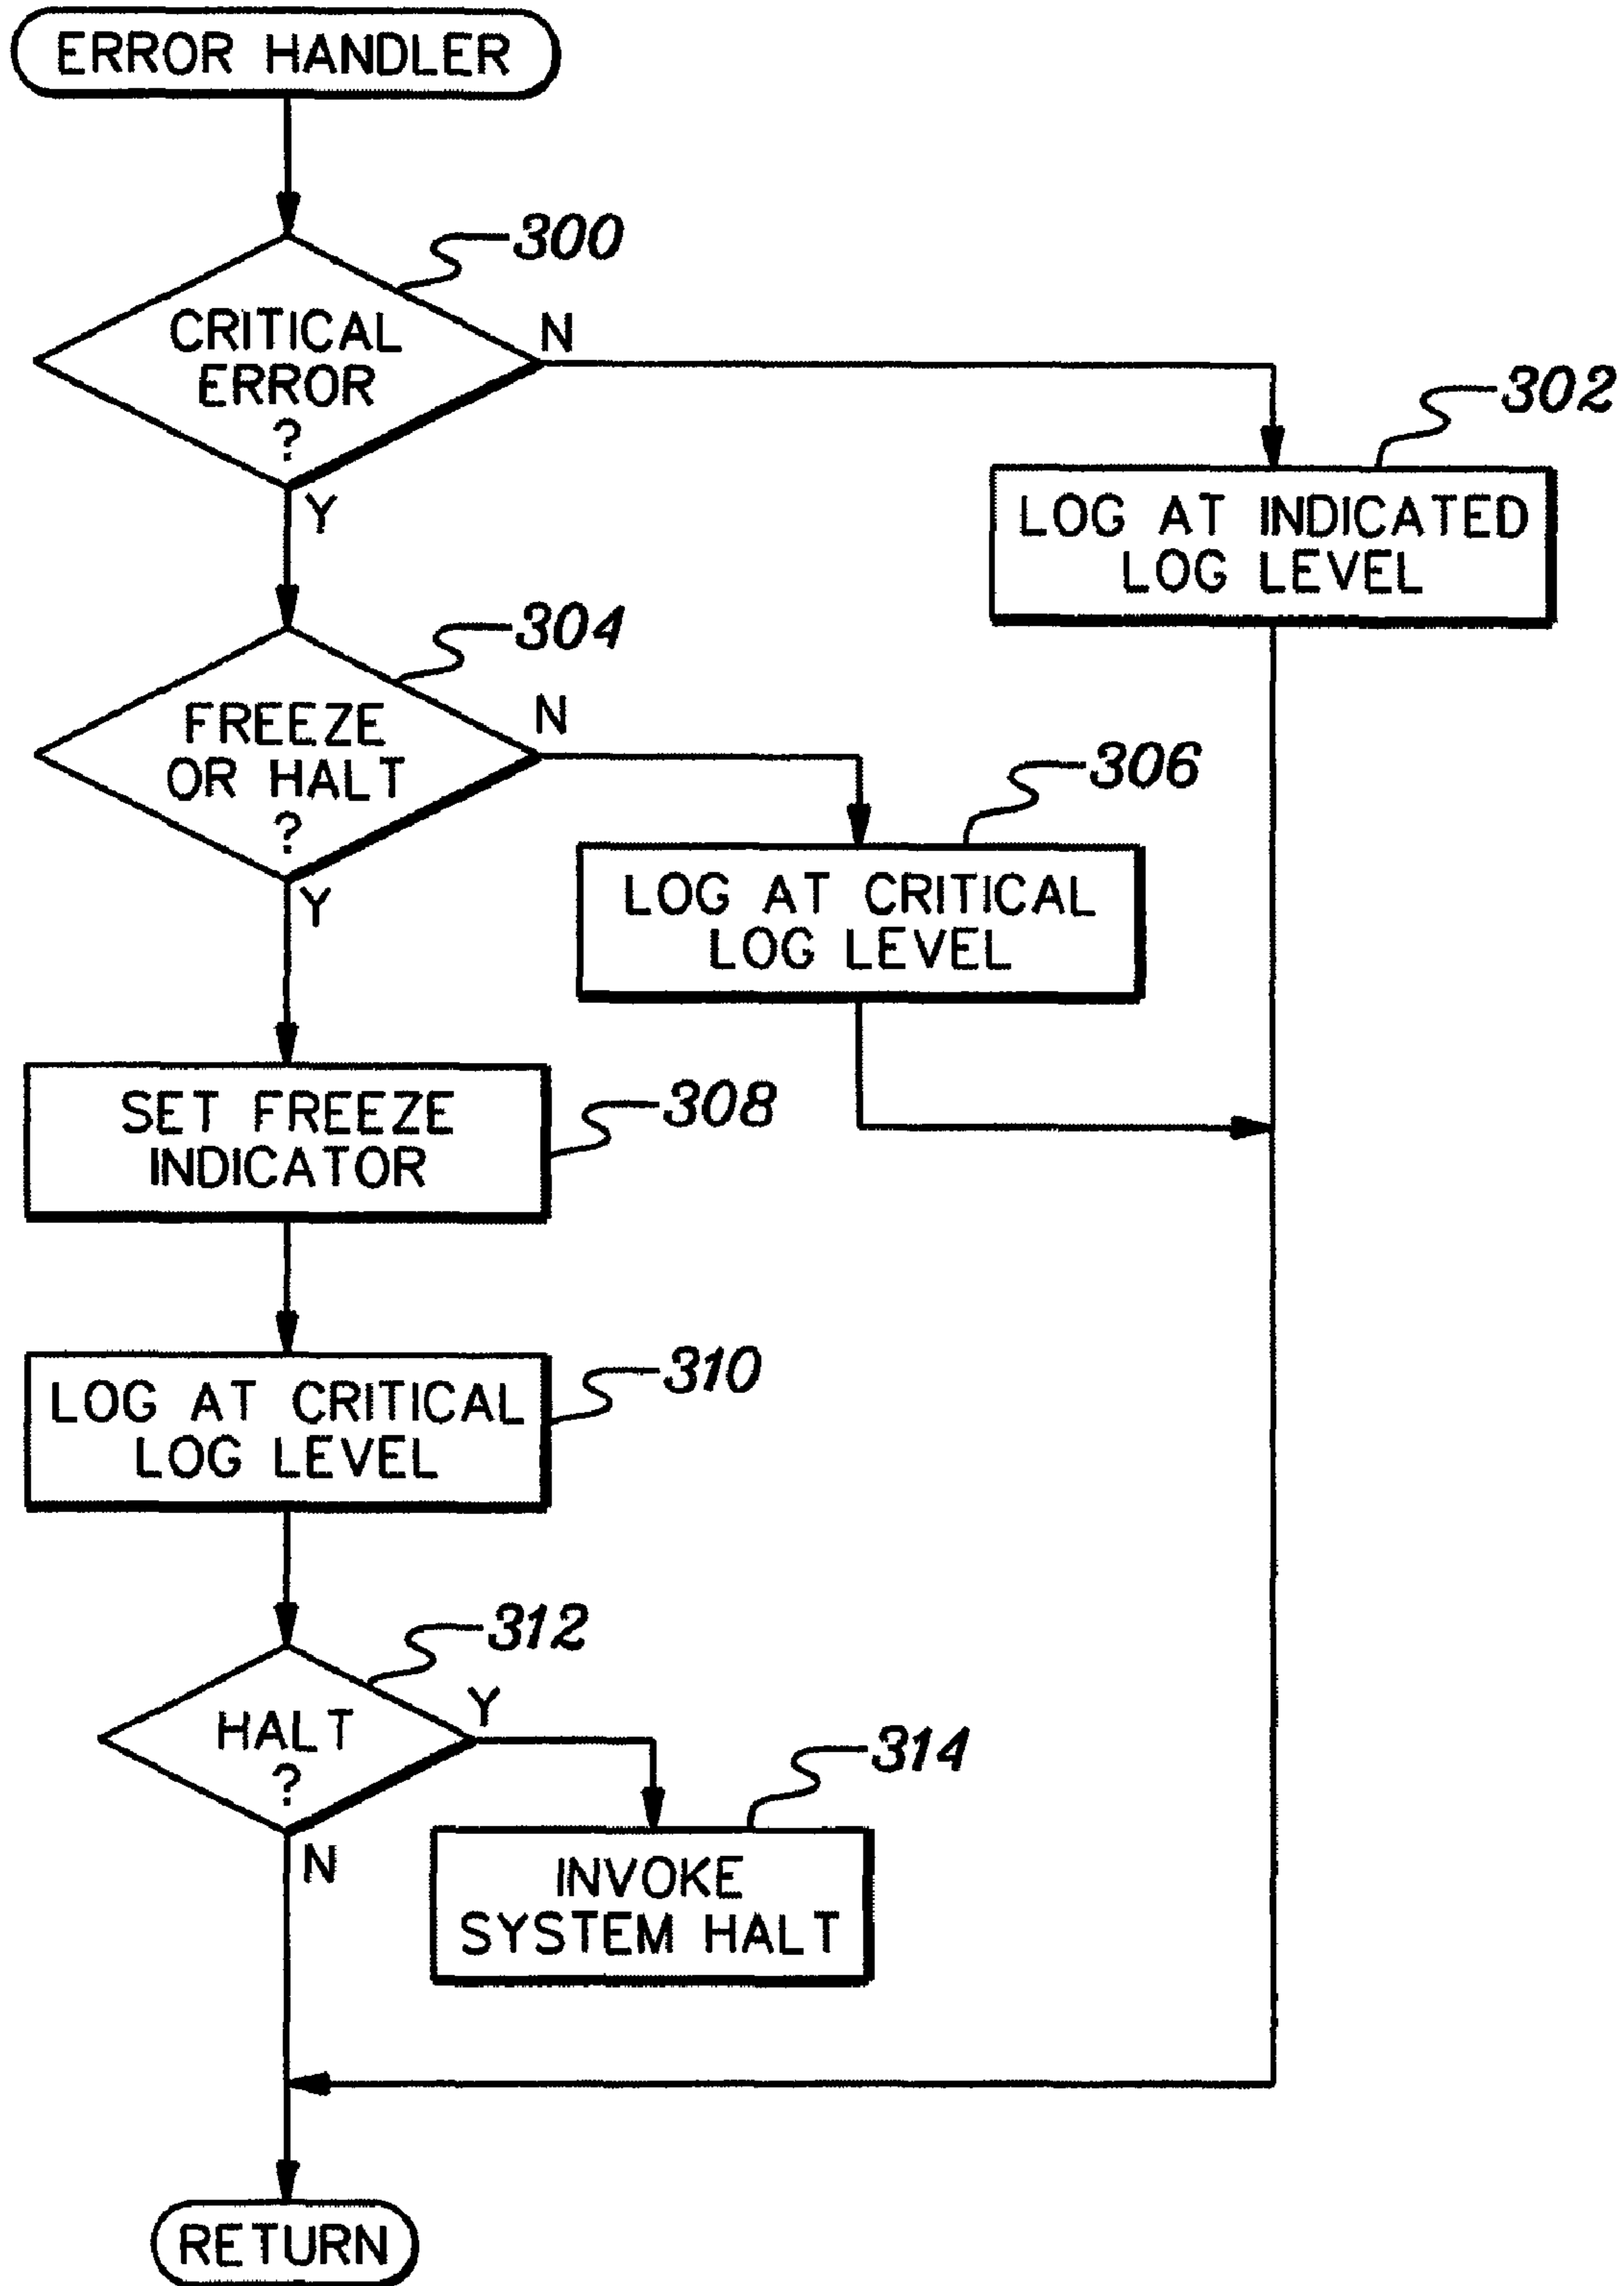 ERROR HANDLER
300
CRITICAL
ERROR
?
N
Y
302
LOG AT INDICATED
LOG LEVEL
304
FREEZE
OR HALT
?
N
Y
306
LOG AT CRITICAL
LOG LEVEL
308
SET FREEZE
INDICATOR
310
LOG AT CRITICAL
LOG LEVEL
312
HALT
?
Y
N
314
INVOKE
SYSTEM HALT
RETURN